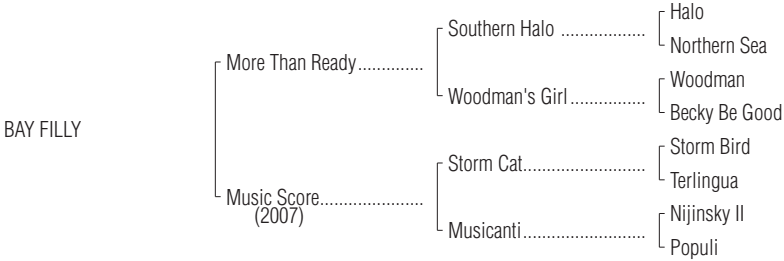 Halo
Southern Halo ...................
Northern Sea
More Than Ready..............
Woodman
Woodman's Girl ................
Becky Be Good
BAY FILLY
Storm Bird
Storm Cat..........................
Terlingua
Music Score......................
(2007)
Nijinsky II
Musicanti..........................
Populi